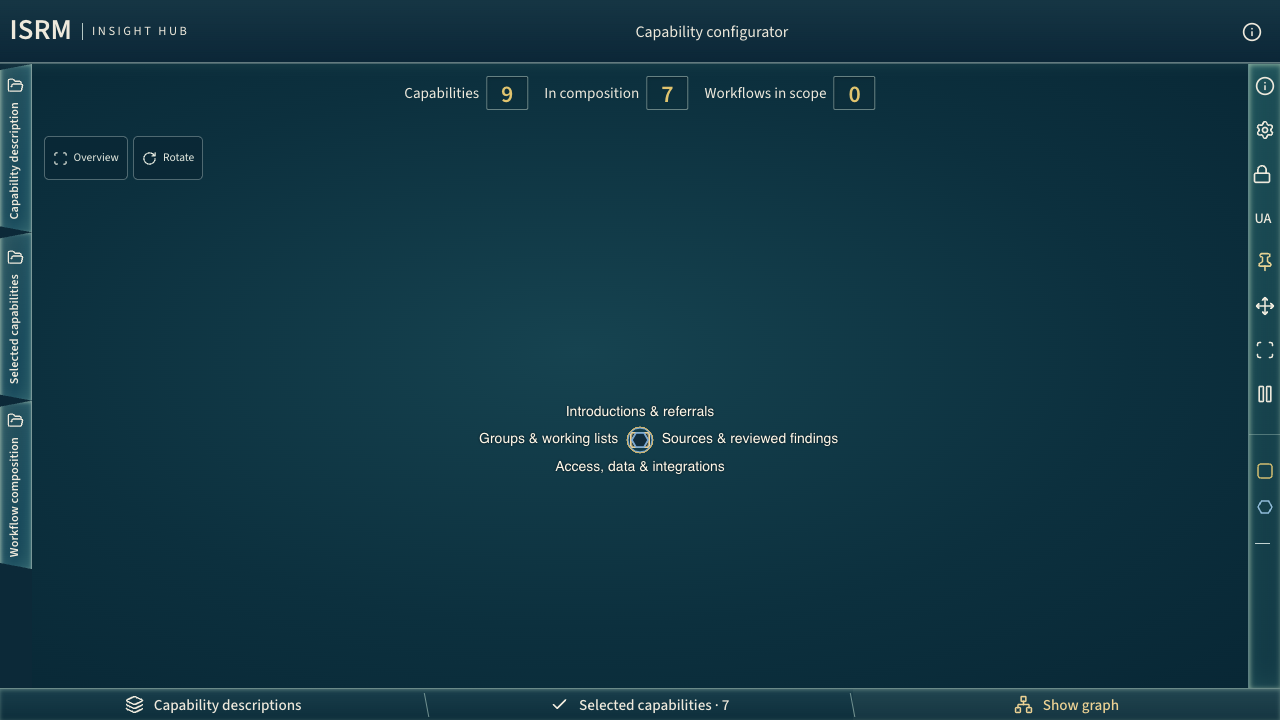 ISRM
INSIGHT HUB
Capability configurator
Capabilities 9 In composition 7 Workflows in scope 0
Capability description
Selected capabilities
Workflow composition
Overview
Rotate
UA
Introductions & referrals
Groups & working lists
Sources & reviewed findings
Access, data & integrations
Capability descriptions
Selected capabilities · 7
Show graph